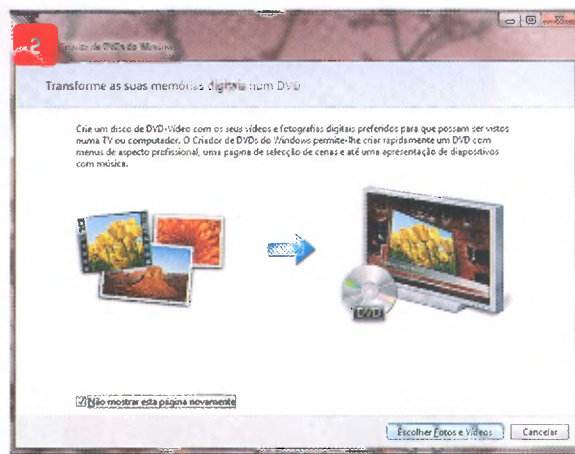 2
Criador de DVDs do Windows
Transforme as suas memórias digitais num DVD
Crie um disco de DVD-Vídeo com os seus vídeos e fotografias digitais preferidos para que possam ser vistos
numa TV ou computador. O Criador de DVDs do Windows permite-lhe criar rapidamente um DVD com
menus de aspecto profissional, uma página de selecção de cenas e até uma apresentação de diapositivos
com música.
DVD
Não mostrar esta página novamente
Escolher Fotos e Vídeos
Cancelar